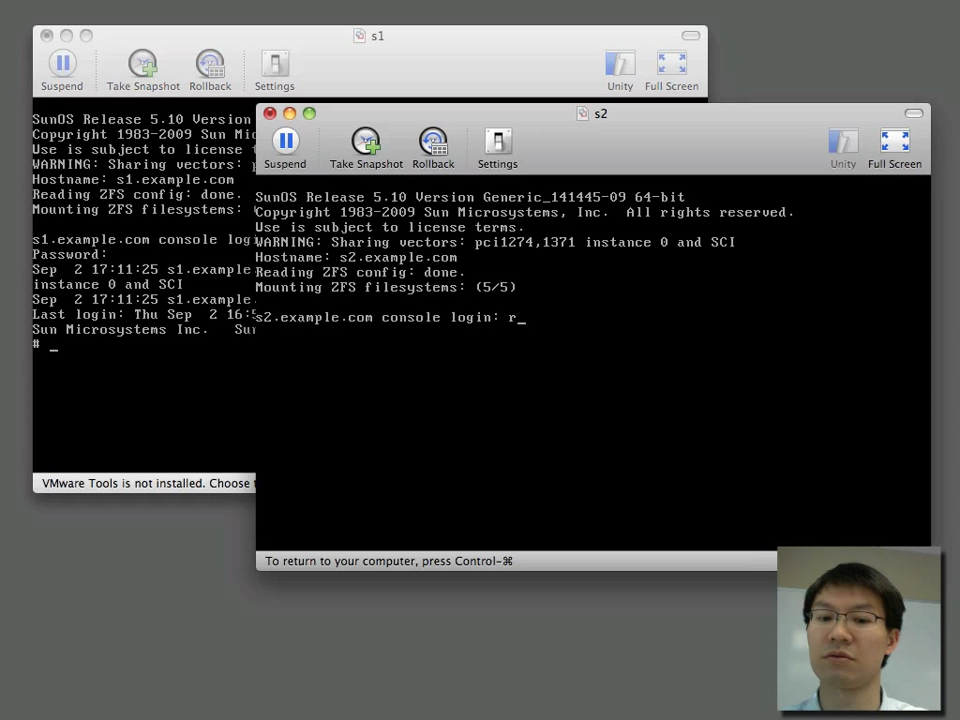 s1
Suspend
Take Snapshot
Rollback
Settings
Unity
Full Screen
SunOS Release 5.10 Version
Copyright 1983-2009 Sun
Use is subject to license
WARNING: Sharing vectors:
Hostname: s1.example.com
Reading ZFS config: done.
Mounting ZFS filesystems:
s1.example.com console
Password:
Sep 2 17:11:25 s1.example.
instance 0 and SCI
Sep 2 17:11:25 s1.example.
Last login: Thu Sep 2
Sun Microsystems Inc.
# _
VMware Tools is not installed. Choose
s2
Suspend
Take Snapshot
Rollback
Settings
Unity
Full Screen
SunOS Release 5.10 Version Generic_141445-09 64-bit
Copyright 1983-2009 Sun Microsystems, Inc. All rights reserved.
Use is subject to license terms.
WARNING: Sharing vectors: pci1274,1371 instance 0 and SCI
Hostname: s2.example.com
Reading ZFS config: done.
Mounting ZFS filesystems: (5/5)
s2.example.com console login: r_
To return to your computer, press Control-⌘